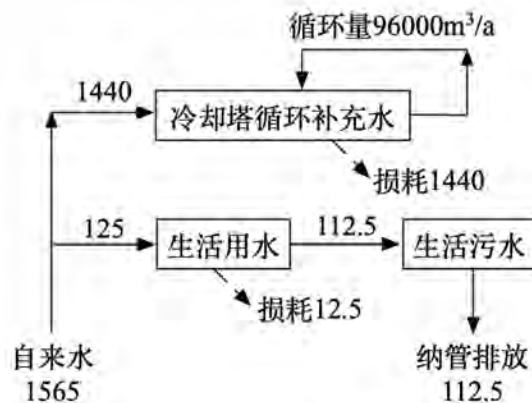 循环量96000m³/a
1440
冷却塔循环补充水
损耗1440
125
生活用水
112.5
生活污水
损耗12.5
自来水
1565
纳管排放
112.5